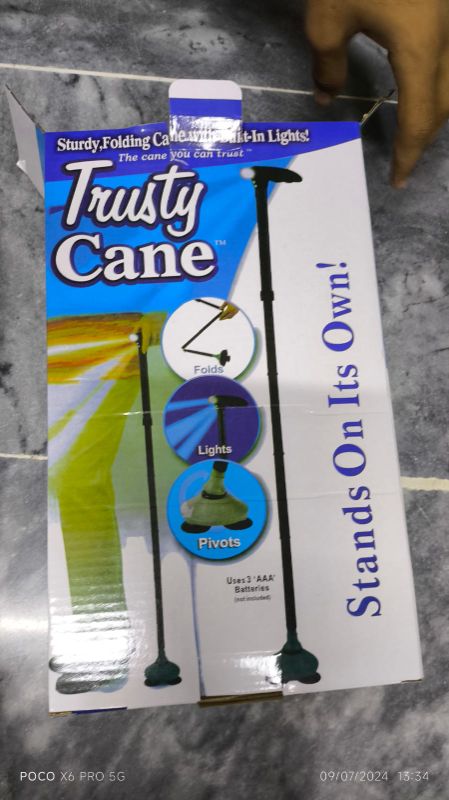 Sturdy,Folding Cane with Built-In Lights!
The cane you can trust™
Trusty
Cane™
Folds
Lights
Pivots
Uses 3 'AAA'
Batteries
(not included)
Stands On Its Own!
POCO X6 PRO 5G
09/07/2024 13:34